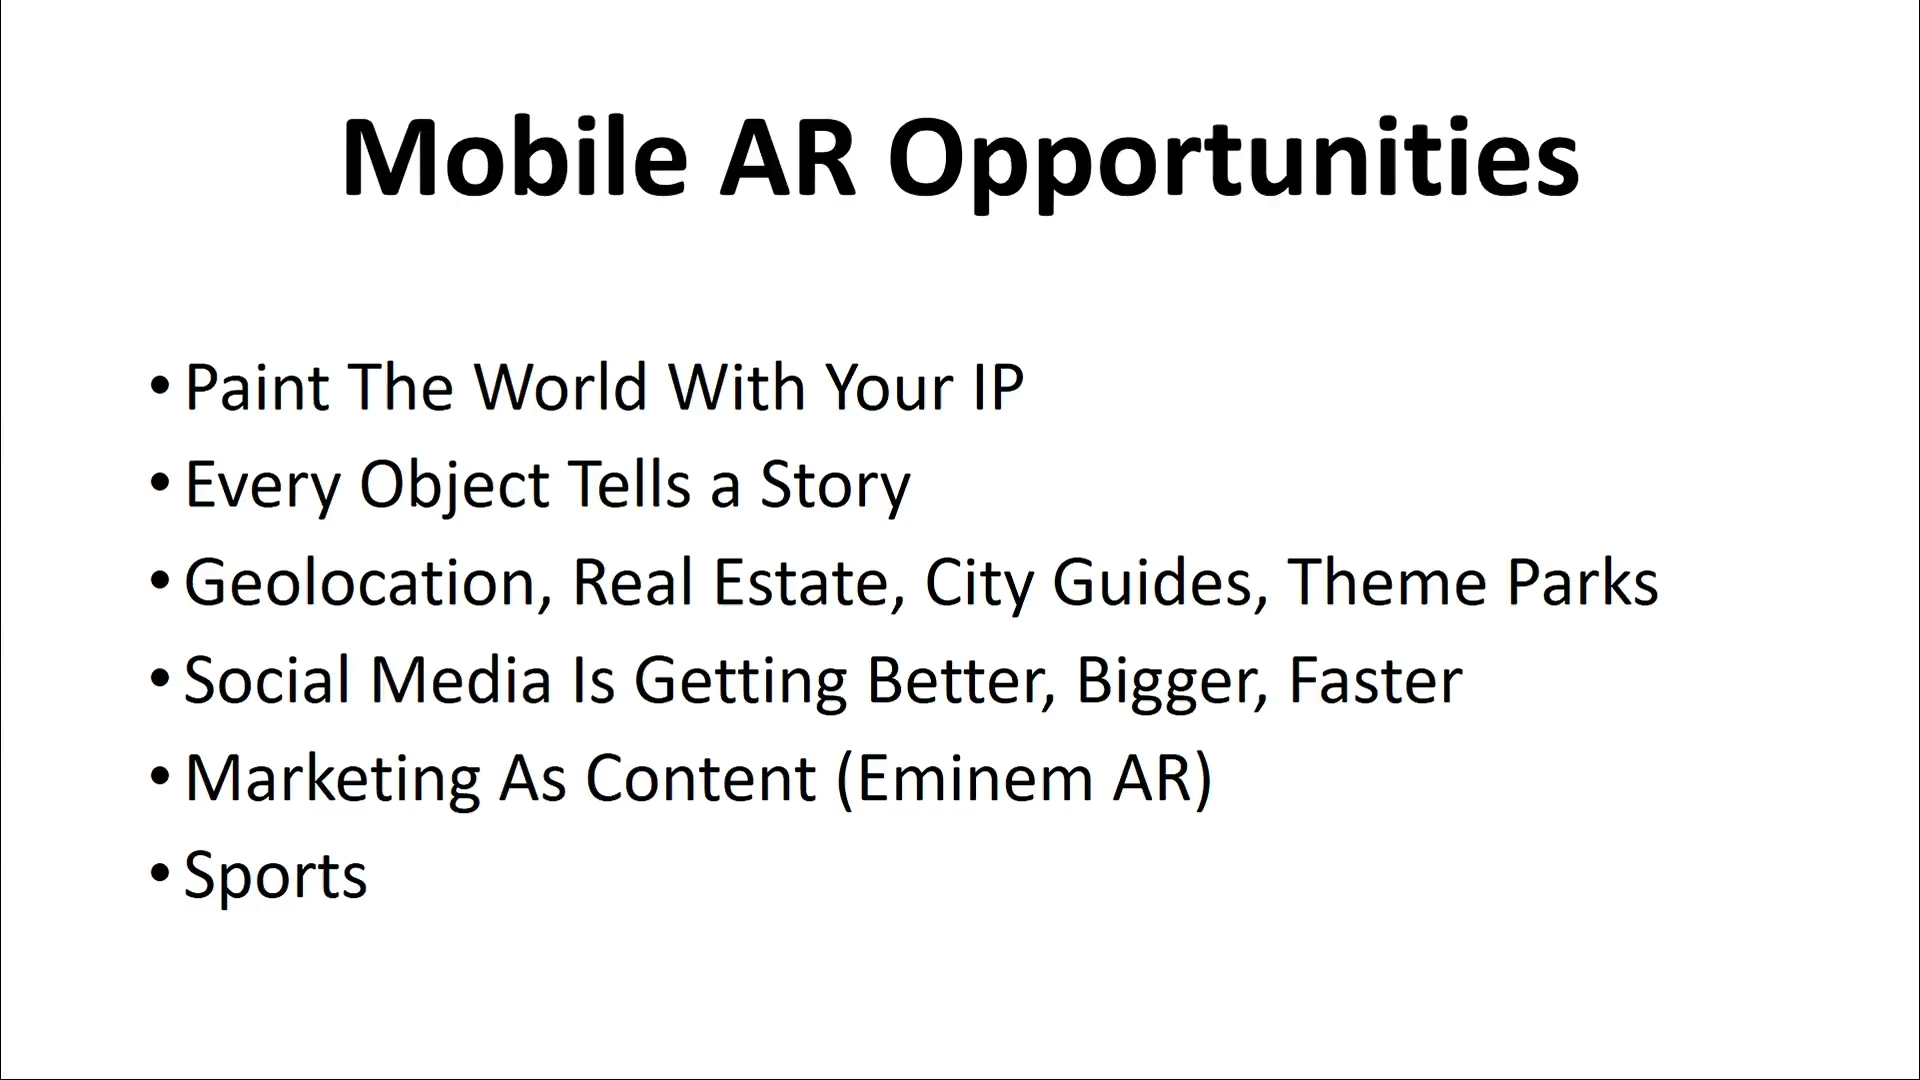 Mobile AR Opportunities
• Paint The World With Your IP
• Every Object Tells a Story
• Geolocation, Real Estate, City Guides, Theme Parks
• Social Media Is Getting Better, Bigger, Faster
• Marketing As Content (Eminem AR)
• Sports